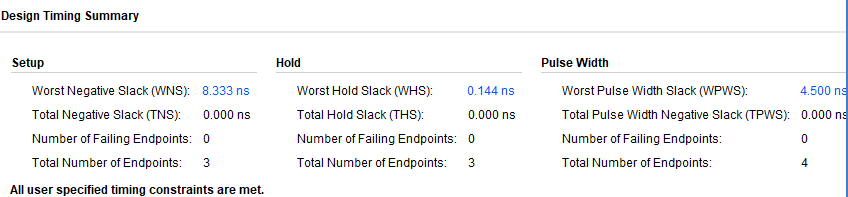 Design Timing Summary
Setup Hold Pulse Width
Worst Negative Slack (WNS): 8.333 ns Worst Hold Slack (WHS): 0.144 ns Worst Pulse Width Slack (WPWS): 4.500 ns
Total Negative Slack (TNS): 0.000 ns Total Hold Slack (THS): 0.000 ns Total Pulse Width Negative Slack (TPWS): 0.000 ns
Number of Failing Endpoints: 0 Number of Failing Endpoints: 0 Number of Failing Endpoints: 0
Total Number of Endpoints: 3 Total Number of Endpoints: 3 Total Number of Endpoints: 4
All user specified timing constraints are met.